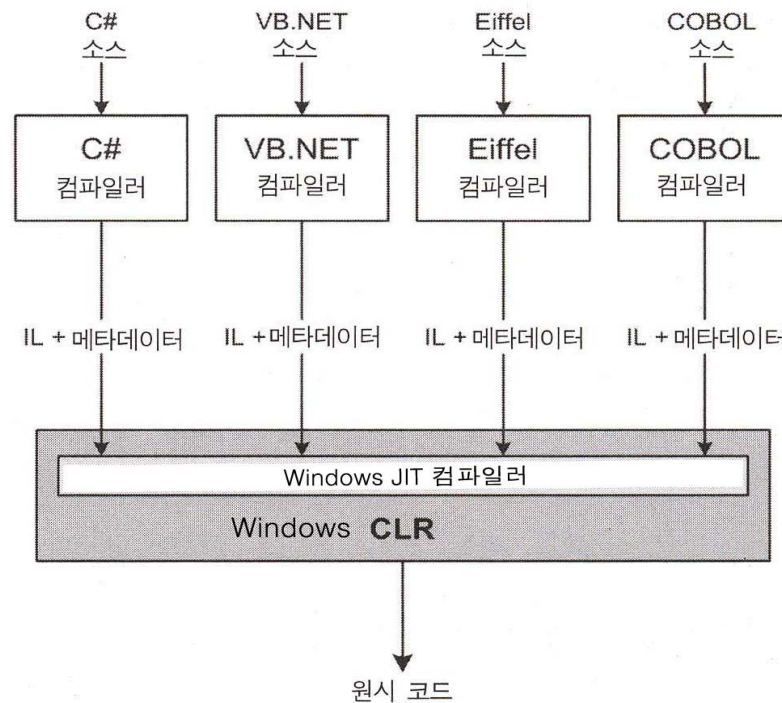 C# VB.NET Eiffel COBOL
소스 소스 소스 소스
C# VB.NET Eiffel COBOL
컴파일러 컴파일러 컴파일러 컴파일러
IL + 메타데이터 IL +메타데이터 IL + 메타데이터 IL + 메타데이터
Windows JIT 컴파일러
Windows CLR
원시 코드